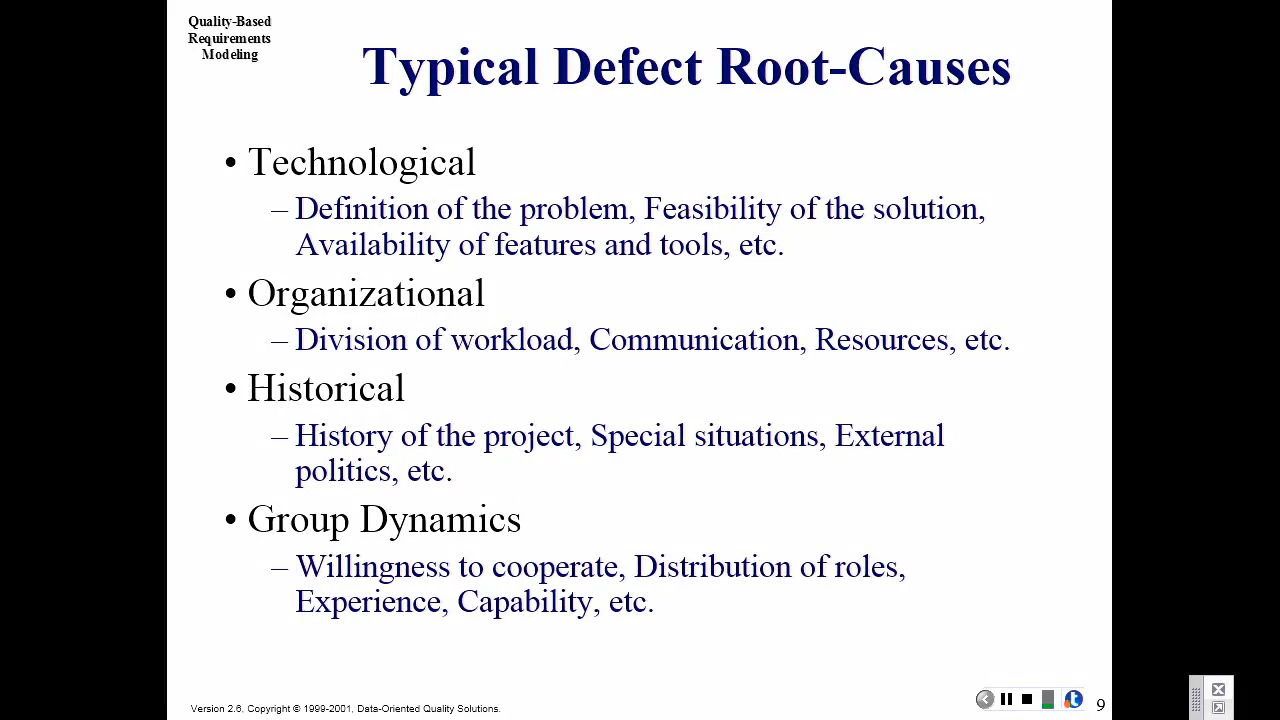 Quality-Based
Requirements
Modeling
Typical Defect Root-Causes
• Technological
– Definition of the problem, Feasibility of the solution,
Availability of features and tools, etc.
• Organizational
– Division of workload, Communication, Resources, etc.
• Historical
– History of the project, Special situations, External
politics, etc.
• Group Dynamics
– Willingness to cooperate, Distribution of roles,
Experience, Capability, etc.
Version 2.6. Copyright © 1999-2001, Data-Oriented Quality Solutions.
9